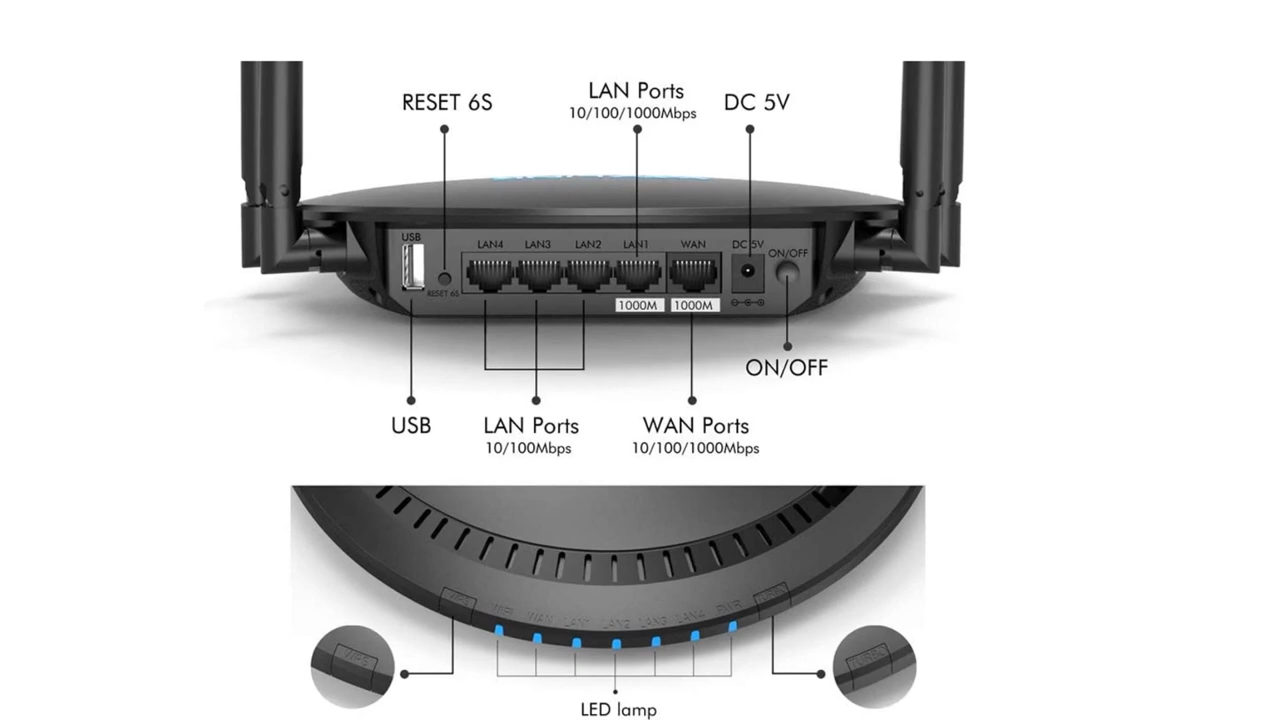 LAN Ports
RESET 6S
10/100/1000Mbps
DC 5V
USB
LAN4
LAN3
LAN2
LAN1
WAN
DC 5V
ON/OFF
RESET 6S
1000M
1000M
ON/OFF
USB
LAN Ports
10/100Mbps
WAN Ports
10/100/1000Mbps
WPS
WIFI
WAN
LAN1
LAN2
LAN3
LAN4
PWR
TURBO
WPS
TURBO
LED lamp